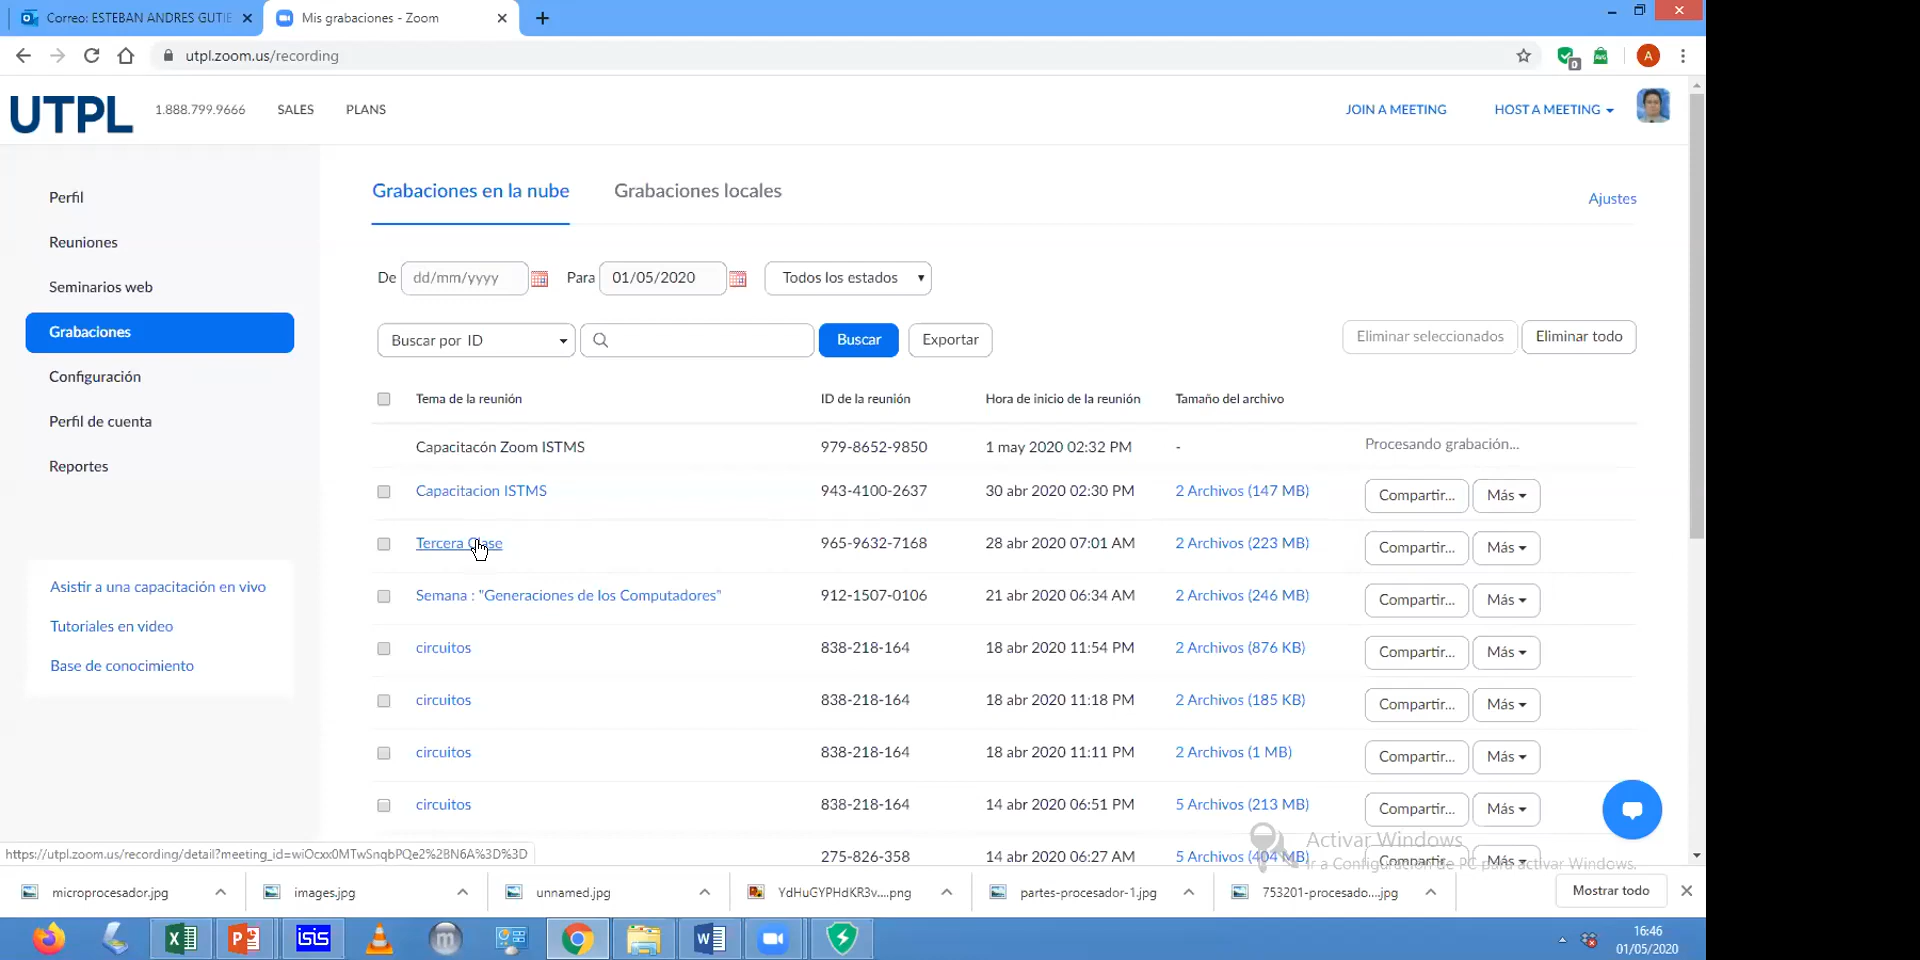 Correo: ESTEBAN ANDRES GUTIE
Mis grabaciones - Zoom
utpl.zoom.us/recording
0
A
UTPL
1.888.799.9666
SALES
PLANS
JOIN A MEETING
HOST A MEETING
Perfil
Reuniones
Seminarios web
Grabaciones
Configuración
Perfil de cuenta
Reportes
Asistir a una capacitación en vivo
Tutoriales en video
Base de conocimiento
Grabaciones en la nube
Grabaciones locales
Ajustes
De dd/mm/yyyy Para 01/05/2020 Todos los estados
Buscar por ID Buscar Exportar
Eliminar seleccionados Eliminar todo
Tema de la reunión ID de la reunión Hora de inicio de la reunión Tamaño del archivo
Capacitacón Zoom ISTMS 979-8652-9850 1 may 2020 02:32 PM - Procesando grabación...
Capacitacion ISTMS 943-4100-2637 30 abr 2020 02:30 PM 2 Archivos (147 MB) Compartir... Más
Tercera Clase 965-9632-7168 28 abr 2020 07:01 AM 2 Archivos (223 MB) Compartir... Más
Semana : "Generaciones de los Computadores" 912-1507-0106 21 abr 2020 06:34 AM 2 Archivos (246 MB) Compartir... Más
circuitos 838-218-164 18 abr 2020 11:54 PM 2 Archivos (876 KB) Compartir... Más
circuitos 838-218-164 18 abr 2020 11:18 PM 2 Archivos (185 KB) Compartir... Más
circuitos 838-218-164 18 abr 2020 11:11 PM 2 Archivos (1 MB) Compartir... Más
circuitos 838-218-164 14 abr 2020 06:51 PM 5 Archivos (213 MB) Compartir... Más
275-826-358 14 abr 2020 06:27 AM 5 Archivos (404 MB) Compartir... Más
Activar Windows
Ir a Configuración de PC para activar Windows.
https://utpl.zoom.us/recording/detail?meeting_id=wiOcxx0MTwSnqbPQe2%2BN6A%3D%3D
microprocesador.jpg
images.jpg
unnamed.jpg
YdHuGYPHdKR3v....png
partes-procesador-1.jpg
753201-procesado....jpg
Mostrar todo
isis
16:46
01/05/2020